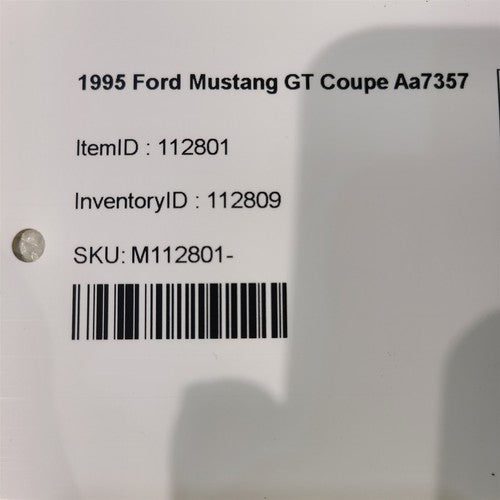 1995 Ford Mustang GT Coupe Aa7357
ItemID : 112801
InventoryID : 112809
SKU: M112801-